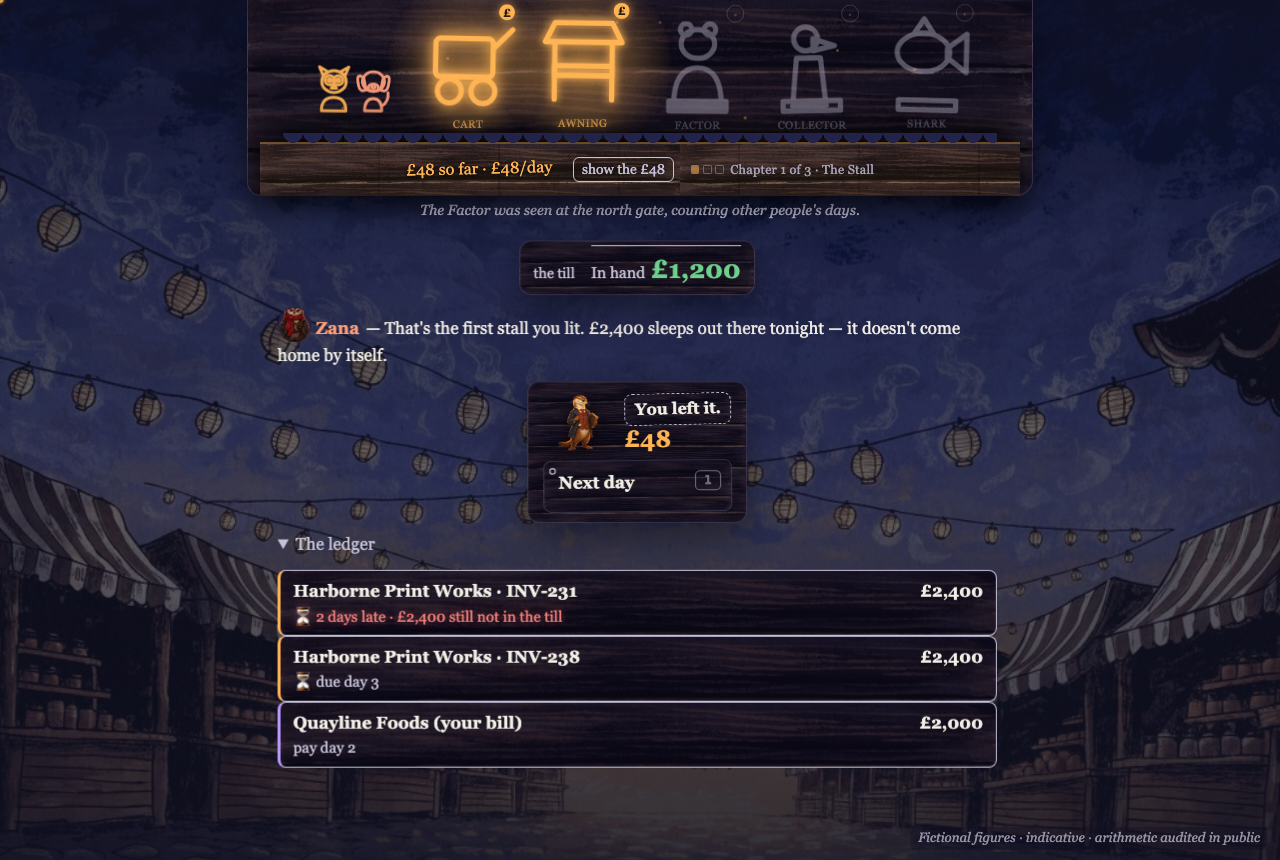 £ £
CART AWNING FACTOR COLLECTOR SHARK
£48 so far · £48/day show the £48 Chapter 1 of 3 · The Stall
The Factor was seen at the north gate, counting other people's days.
the till In hand £1,200
Zana — That's the first stall you lit. £2,400 sleeps out there tonight — it doesn't come
home by itself.
You left it.
£48
Next day 1
▼ The ledger
Harborne Print Works · INV-231 £2,400
⏳ 2 days late · £2,400 still not in the till
Harborne Print Works · INV-238 £2,400
⏳ due day 3
Quayline Foods (your bill) £2,000
pay day 2
Fictional figures · indicative · arithmetic audited in public